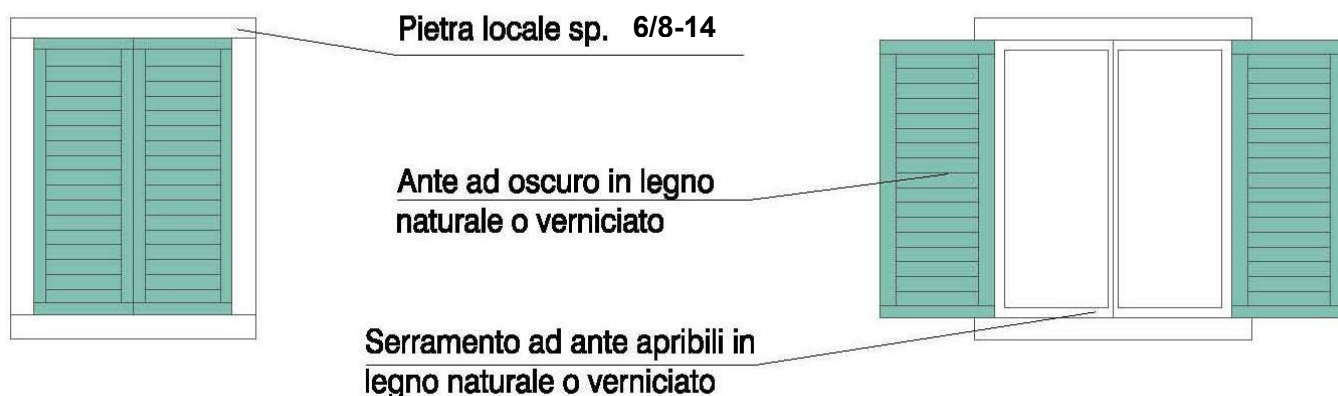 Pietra locale sp. 6/8-14
Ante ad oscuro in legno
naturale o verniciato
Serramento ad ante apribili in
legno naturale o verniciato